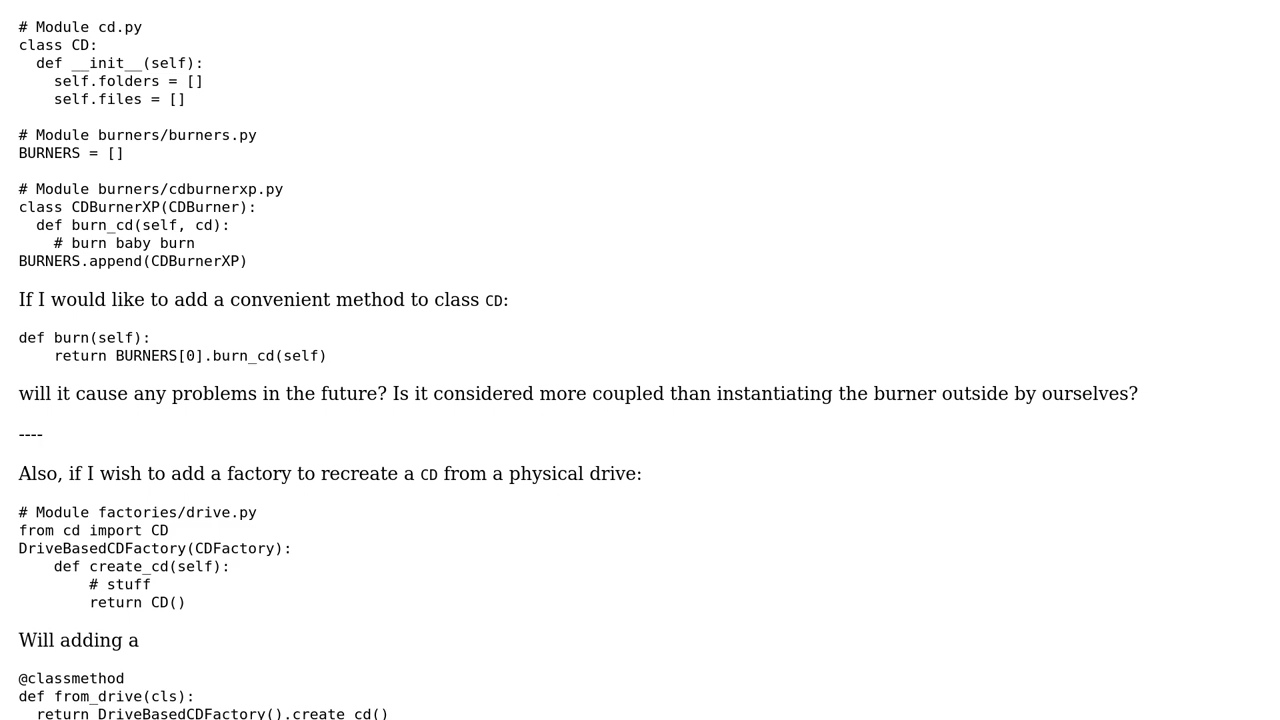 # Module cd.py
class CD:
  def __init__(self):
    self.folders = []
    self.files = []

# Module burners/burners.py
BURNERS = []

# Module burners/cdburnerxp.py
class CDBurnerXP(CDBurner):
  def burn_cd(self, cd):
    # burn baby burn
BURNERS.append(CDBurnerXP)

If I would like to add a convenient method to class CD:

def burn(self):
    return BURNERS[0].burn_cd(self)

will it cause any problems in the future? Is it considered more coupled than instantiating the burner outside by ourselves?

----

Also, if I wish to add a factory to recreate a CD from a physical drive:

# Module factories/drive.py
from cd import CD
DriveBasedCDFactory(CDFactory):
    def create_cd(self):
        # stuff
        return CD()

Will adding a

@classmethod
def from_drive(cls):
  return DriveBasedCDFactory().create_cd()